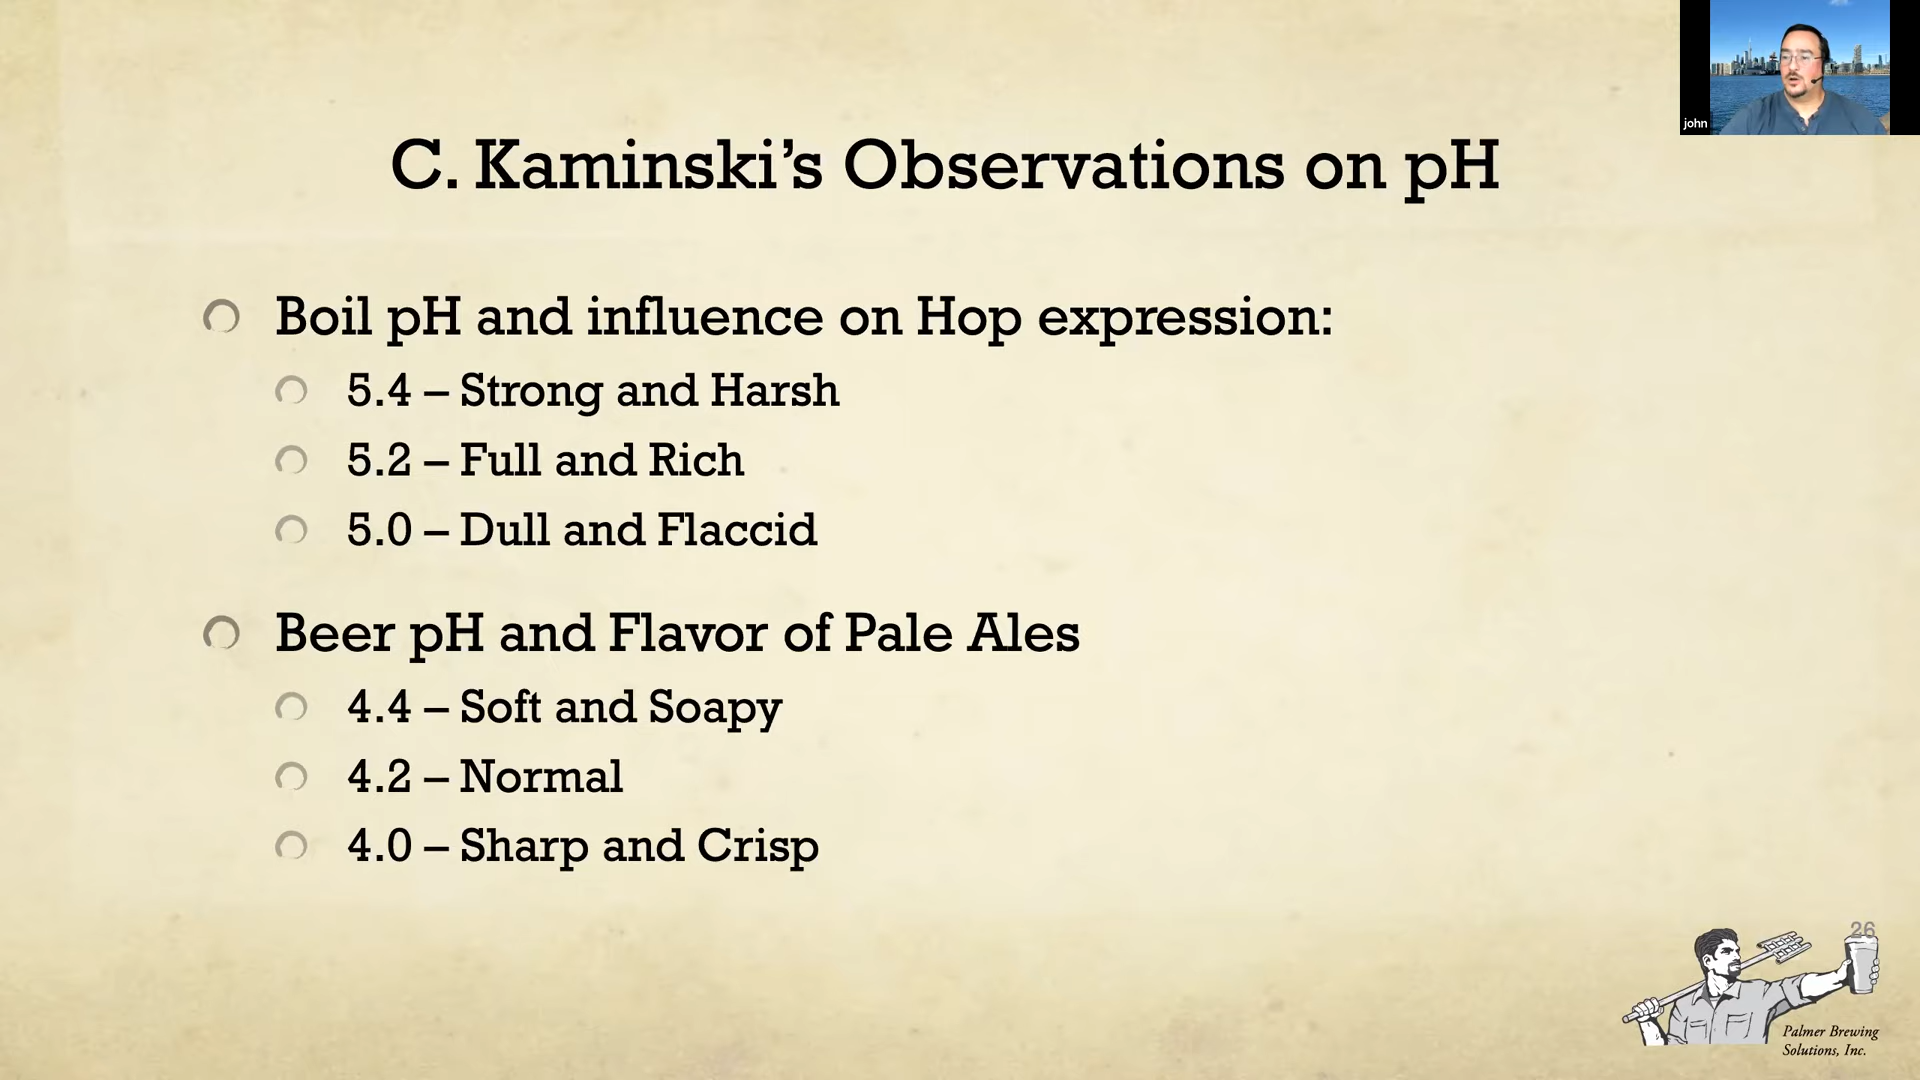 john
C. Kaminski's Observations on pH
Boil pH and influence on Hop expression:
5.4 – Strong and Harsh
5.2 – Full and Rich
5.0 – Dull and Flaccid
Beer pH and Flavor of Pale Ales
4.4 – Soft and Soapy
4.2 – Normal
4.0 – Sharp and Crisp
26
Palmer Brewing
Solutions, Inc.